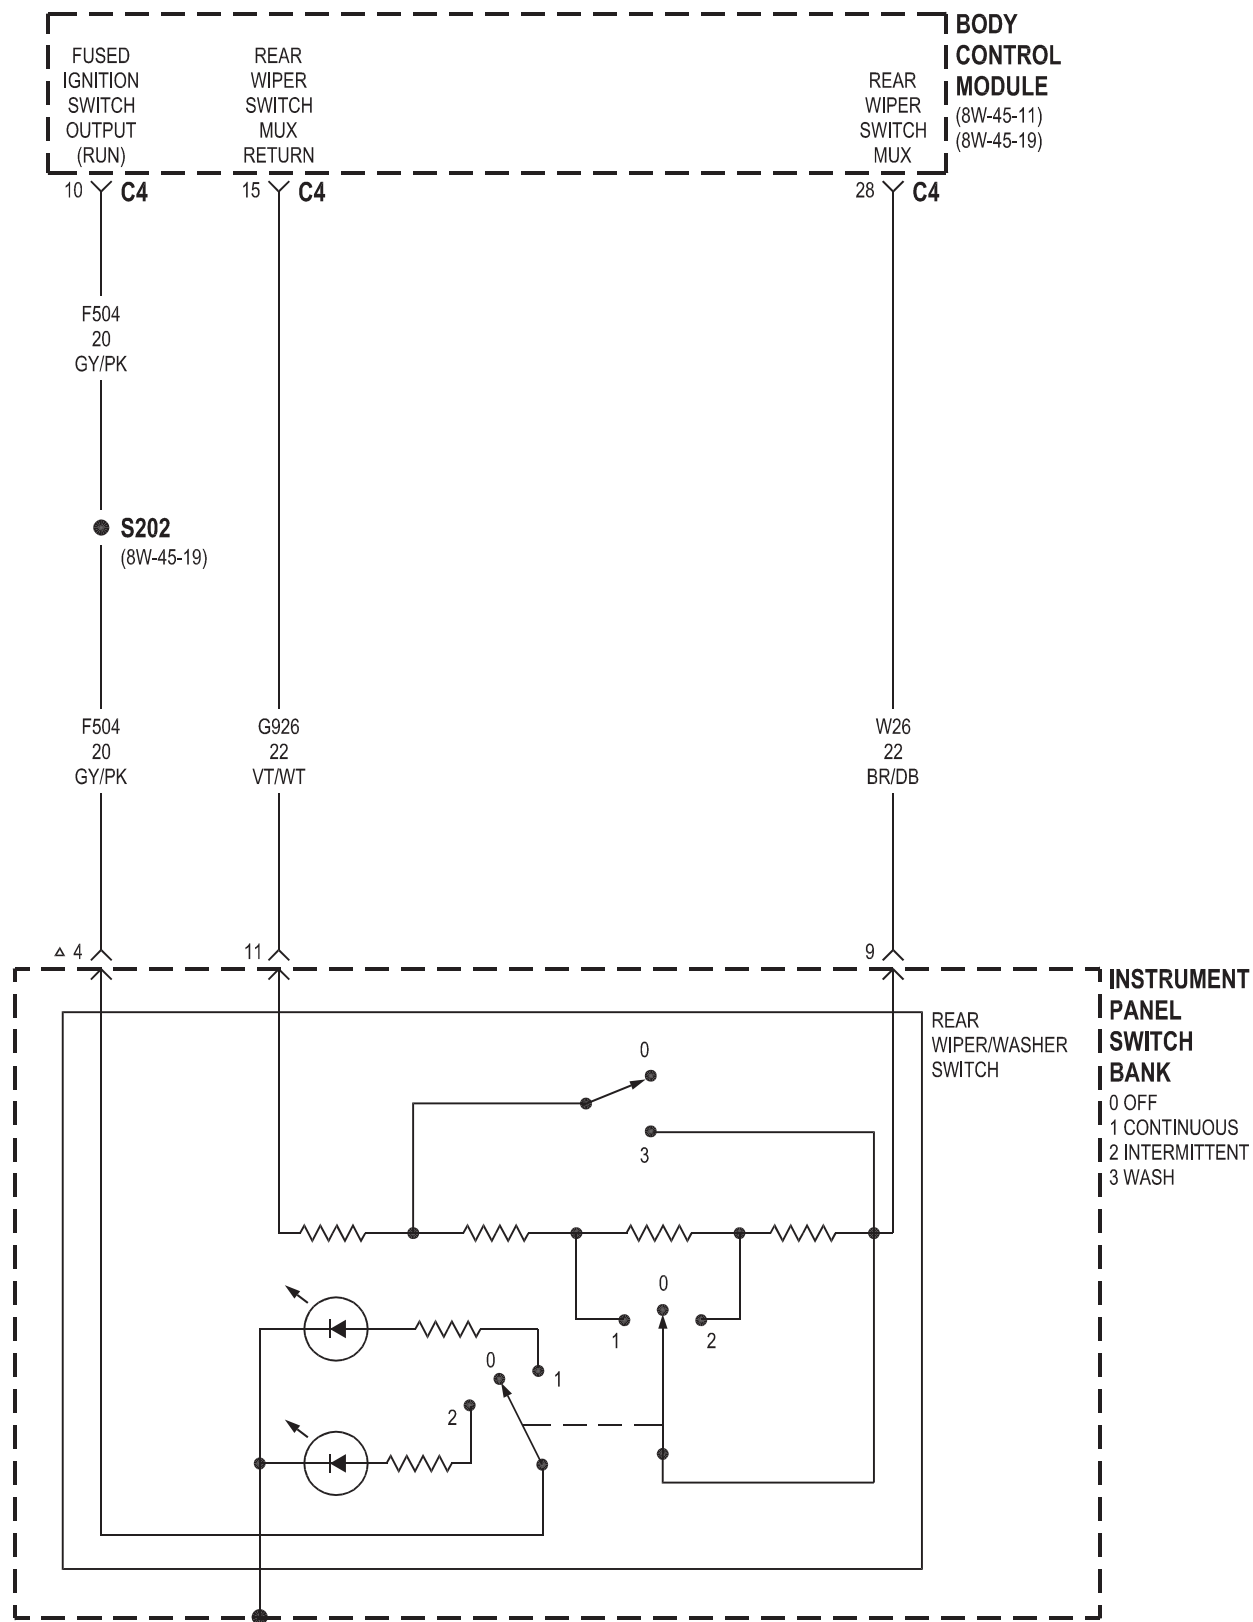 BODY
CONTROL
MODULE
(8W-45-11)
(8W-45-19)
FUSED
IGNITION
SWITCH
OUTPUT
(RUN)
REAR
WIPER
SWITCH
MUX
RETURN
REAR
WIPER
SWITCH
MUX
10 C4
15 C4
28 C4
F504
20
GY/PK
S202
(8W-45-19)
F504
20
GY/PK
G926
22
VT/WT
W26
22
BR/DB
4
11
9
INSTRUMENT
PANEL
SWITCH
BANK
0 OFF
1 CONTINUOUS
2 INTERMITTENT
3 WASH
REAR
WIPER/WASHER
SWITCH
0
3
0
1
2
0
1
2